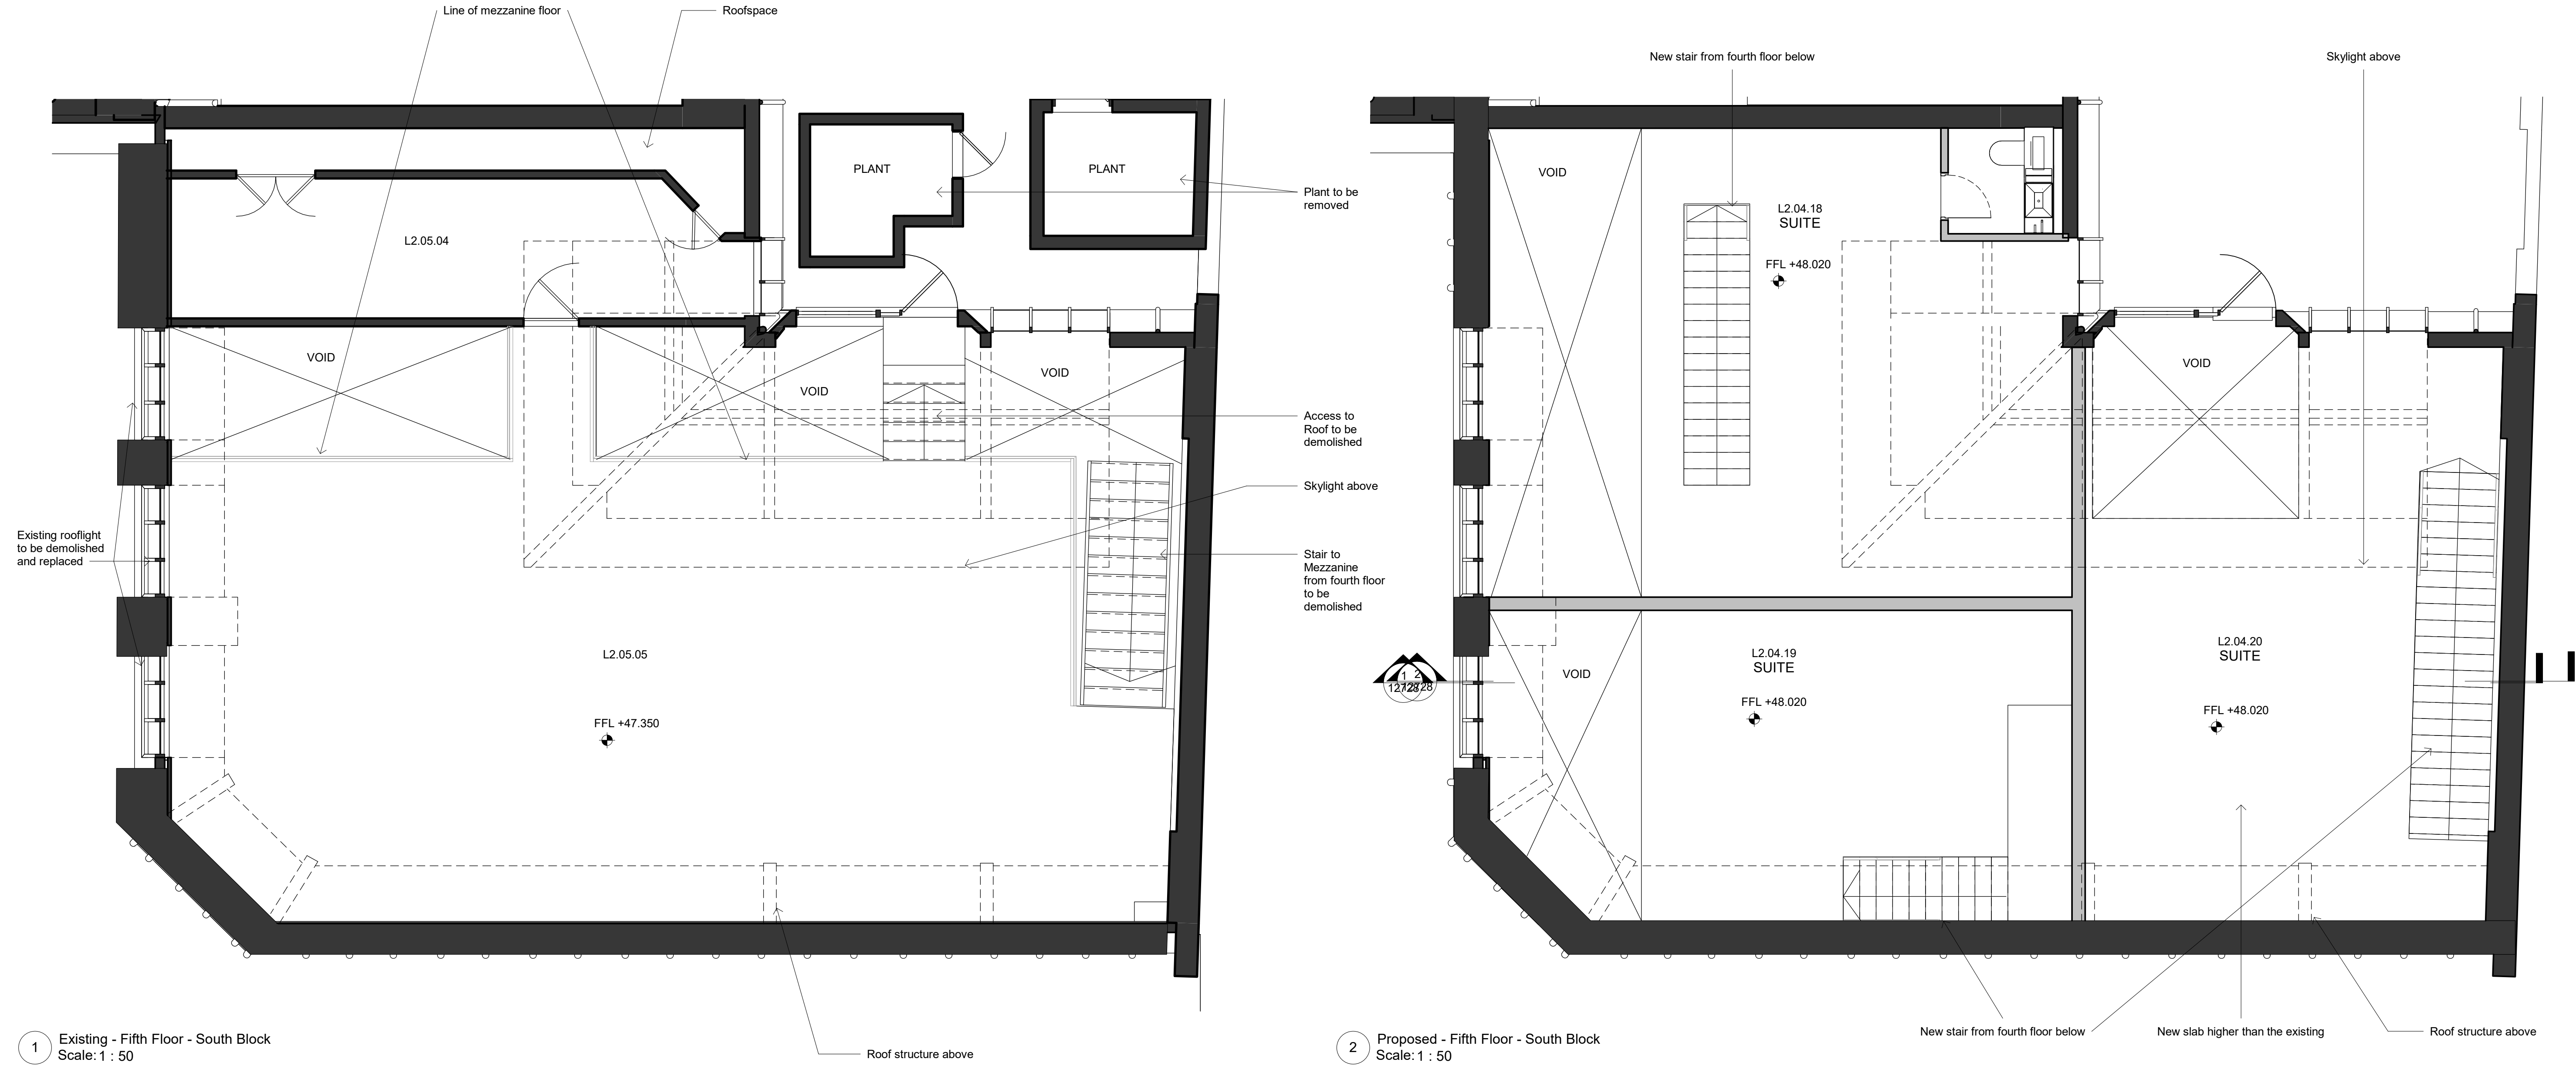 Line of mezzanine floor
Roofspace
PLANT
PLANT
Plant to be
removed
L2.05.04
VOID
VOID
VOID
Access to
Roof to be
demolished
Skylight above
Existing rooflight
to be demolished
and replaced
Stair to
Mezzanine
from fourth floor
to be
demolished
L2.05.05
FFL +47.350
1
Existing - Fifth Floor - South Block
Scale: 1 : 50
Roof structure above
New stair from fourth floor below
Skylight above
VOID
L2.04.18
SUITE
FFL +48.020
VOID
VOID
L2.04.19
SUITE
FFL +48.020
L2.04.20
SUITE
FFL +48.020
1
2
2
Proposed - Fifth Floor - South Block
Scale: 1 : 50
New stair from fourth floor below
New slab higher than the existing
Roof structure above